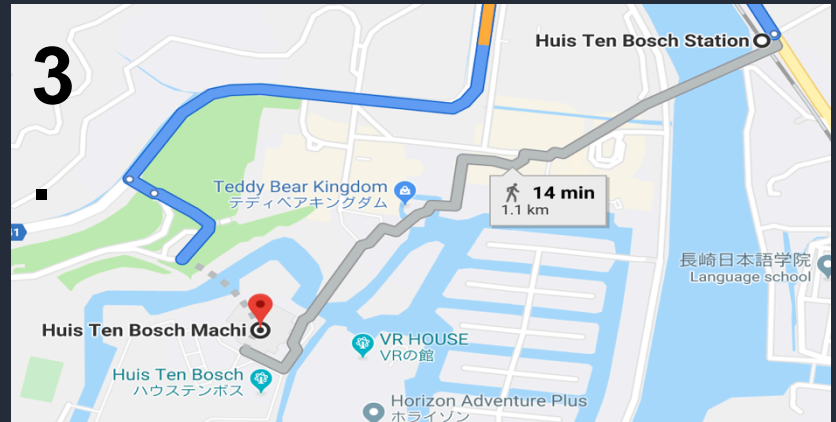 3
.
Huis Ten Bosch Station
Teddy Bear Kingdom
テディベアキングダム
14 min
1.1 km
長崎日本語学院
Language school
Huis Ten Bosch Machi
VR HOUSE
VRの館
Huis Ten Bosch
ハウステンボス
Horizon Adventure Plus
ホライゾン